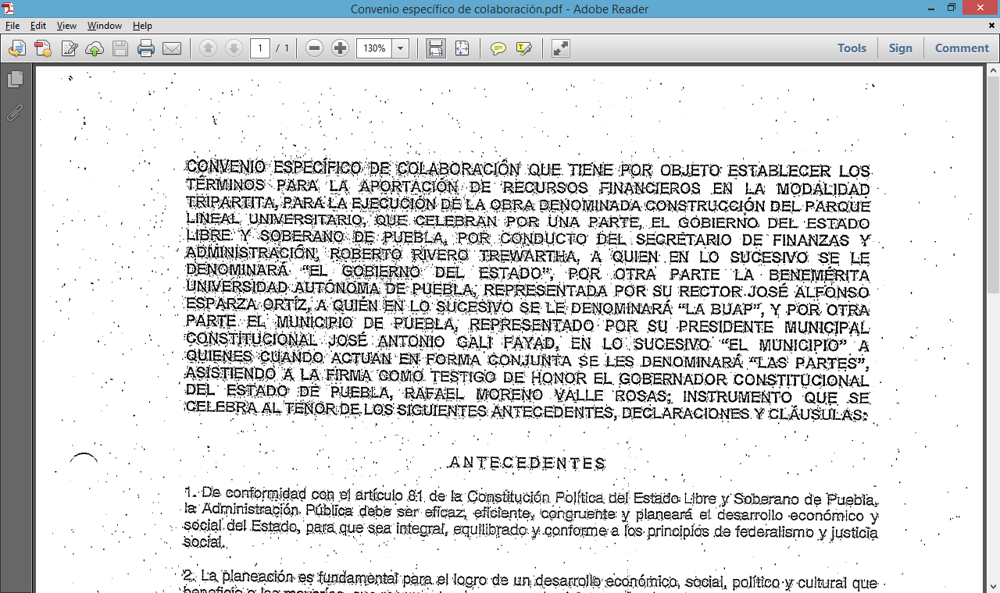 Convenio específico de colaboración.pdf - Adobe Reader
File Edit View Window Help
1 / 1 130% Tools Sign Comment
CONVENIO ESPECÍFICO DE COLABORACIÓN QUE TIENE POR OBJETO ESTABLECER LOS
TÉRMINOS PARA LA APORTACIÓN DE RECURSOS FINANCIEROS EN LA MODALIDAD
TRIPARTITA, PARA LA EJECUCIÓN DE LA OBRA DENOMINADA CONSTRUCCIÓN DEL PARQUE
LINEAL UNIVERSITARIO, QUE CELEBRAN POR UNA PARTE, EL GOBIERNO DEL ESTADO
LIBRE Y SOBERANO DE PUEBLA, POR CONDUCTO DEL SECRETARIO DE FINANZAS Y
ADMINISTRACIÓN, ROBERTO RIVERO TREWARTHA, A QUIEN EN LO SUCESIVO SE LE
DENOMINARÁ “EL GOBIERNO DEL ESTADO”, POR OTRA PARTE LA BENEMÉRITA
UNIVERSIDAD AUTÓNOMA DE PUEBLA, REPRESENTADA POR SU RECTOR JOSÉ ALFONSO
ESPARZA ORTÍZ, A QUIÉN EN LO SUCESIVO SE LE DENOMINARÁ “LA BUAP”, Y POR OTRA
PARTE EL MUNICIPIO DE PUEBLA, REPRESENTADO POR SU PRESIDENTE MUNICIPAL
CONSTITUCIONAL JOSÉ ANTONIO GALI FAYAD, EN LO SUCESIVO “EL MUNICIPIO” A
QUIENES CUANDO ACTUAN EN FORMA CONJUNTA SE LES DENOMINARÁ “LAS PARTES”,
ASISTIENDO A LA FIRMA COMO TESTIGO DE HONOR EL GOBERNADOR CONSTITUCIONAL
DEL ESTADO DE PUEBLA, RAFAEL MORENO VALLE ROSAS; INSTRUMENTO QUE SE
CELEBRA AL TENOR DE LOS SIGUIENTES ANTECEDENTES, DECLARACIONES Y CLÁUSULAS:
ANTECEDENTES
1. De conformidad con el artículo 81 de la Constitución Política del Estado Libre y Soberano de Puebla,
la Administración Pública debe ser eficaz, eficiente, congruente y planeará el desarrollo económico y
social del Estado, para que sea integral, equilibrado y conforme a los principios de federalismo y justicia
social.
2. La planeación es fundamental para el logro de un desarrollo económico, social, político y cultural que